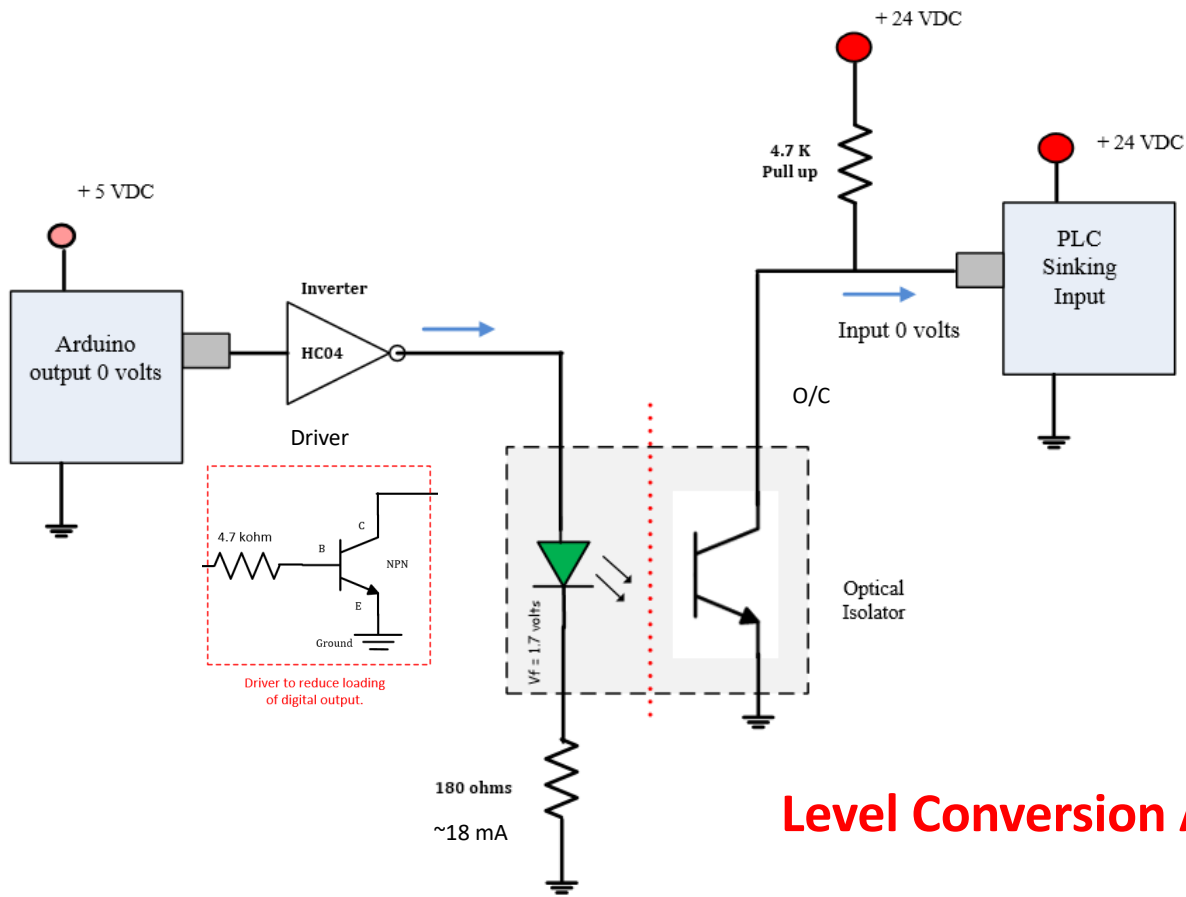 + 24 VDC
+ 24 VDC
4.7 K
Pull up
+ 5 VDC
PLC
Sinking
Input
Inverter
HC04
Arduino
output 0 volts
Input 0 volts
O/C
Driver
4.7 kohm
C
B
NPN
E
Ground
Driver to reduce loading
of digital output.
Vf = 1.7 volts
Optical
Isolator
180 ohms
~18 mA
Level Conversion